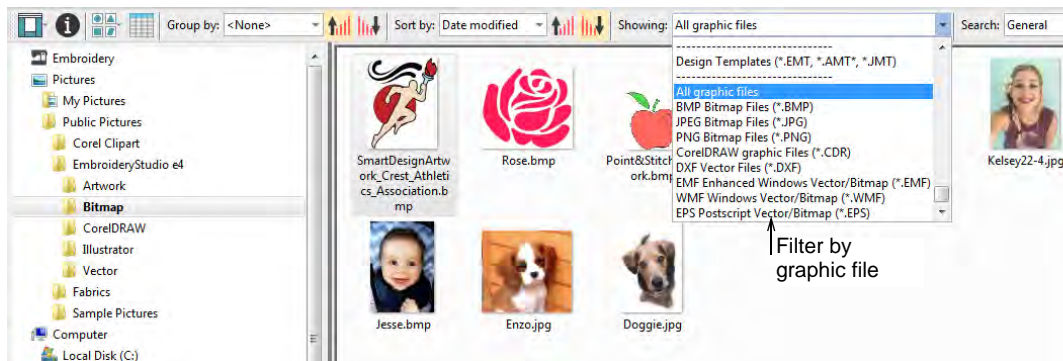 Group by: <None> Sort by: Date modified Showing: All graphic files Search: General
Embroidery
Pictures
My Pictures
Public Pictures
Corel Clipart
EmbroideryStudio e4
Artwork
Bitmap
CorelDRAW
Illustrator
Vector
Fabrics
Sample Pictures
Computer
Local Disk (C:)
-------------------------------
Design Templates (*.EMT, *.AMT*, *.JMT)
-------------------------------
All graphic files
BMP Bitmap Files (*.BMP)
JPEG Bitmap Files (*.JPG)
PNG Bitmap Files (*.PNG)
CorelDRAW graphic Files (*.CDR)
DXF Vector Files (*.DXF)
EMF Enhanced Windows Vector/Bitmap (*.EMF)
WMF Windows Vector/Bitmap (*.WMF)
EPS Postscript Vector/Bitmap (*.EPS)
SmartDesignArtw
ork_Crest_Athleti
cs_Association.b
mp
Rose.bmp
Point&Stitch
ork.bmp
Kelsey22-4.jpg
Filter by
graphic file
Jesse.bmp
Enzo.jpg
Doggie.jpg